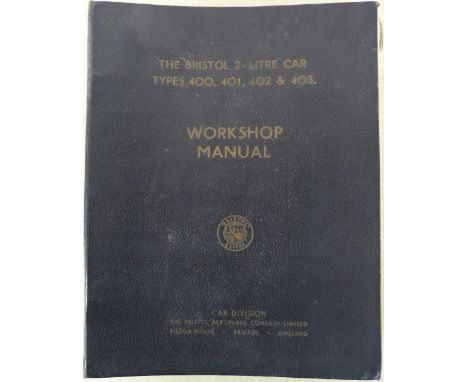 THE BRISTOL 2-LITRE CAR
TYPES 400, 401, 402 & 403.
WORKSHOP
MANUAL
BRISTOL
CAR DIVISION
THE BRISTOL AEROPLANE COMPANY LIMITED
FILTON HOUSE - BRISTOL - ENGLAND